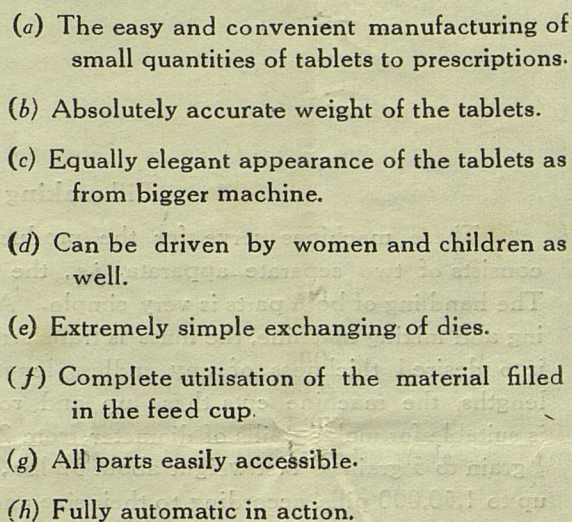 (a) The easy and convenient manufacturing of
small quantities of tablets to prescriptions.
(b) Absolutely accurate weight of the tablets.
(c) Equally elegant appearance of the tablets as
from bigger machine.
(d) Can be driven by women and children as
well.
(e) Extremely simple exchanging of dies.
(f) Complete utilisation of the material filled
in the feed cup.
(g) All parts easily accessible.
(h) Fully automatic in action.